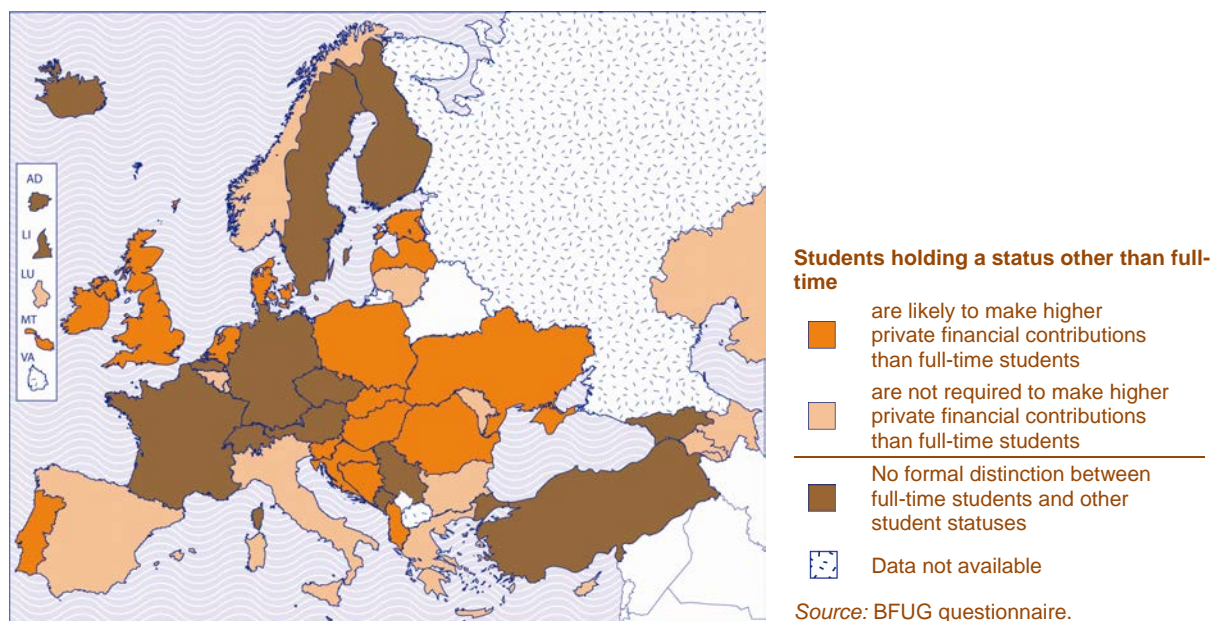 AD
LI
LU
MT
VA
Students holding a status other than full-
time
are likely to make higher
private financial contributions
than full-time students
are not required to make higher
private financial contributions
than full-time students
No formal distinction between
full-time students and other
student statuses
Data not available
Source: BFUG questionnaire.